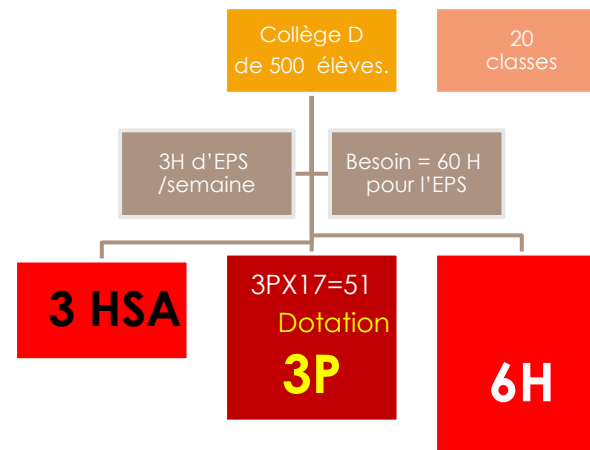 Collège D
de 500 élèves.
20
classes
3H d'EPS
/semaine
Besoin = 60 H
pour l'EPS
3 HSA
3PX17=51
Dotation
3P
6H